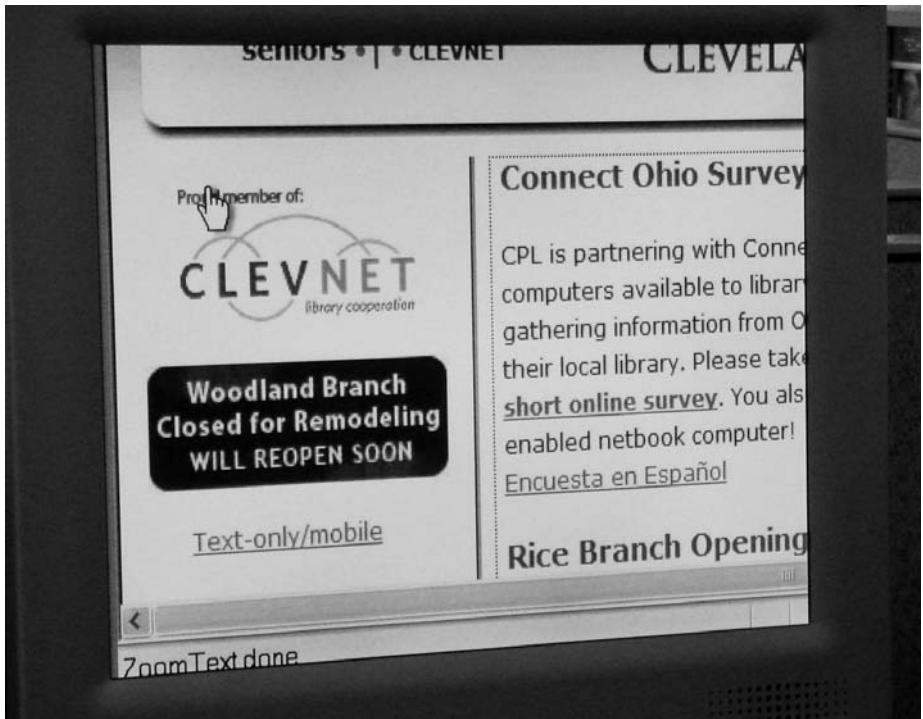 seniors • | • CLEVNET
CLEVELA
Proud member of:
CLEVNET
library cooperation
Woodland Branch
Closed for Remodeling
WILL REOPEN SOON
Text-only/mobile
Connect Ohio Survey
CPL is partnering with Conne
computers available to librar
gathering information from O
their local library. Please take
short online survey. You als
enabled netbook computer!
Encuesta en Español
Rice Branch Opening
ZoomText done